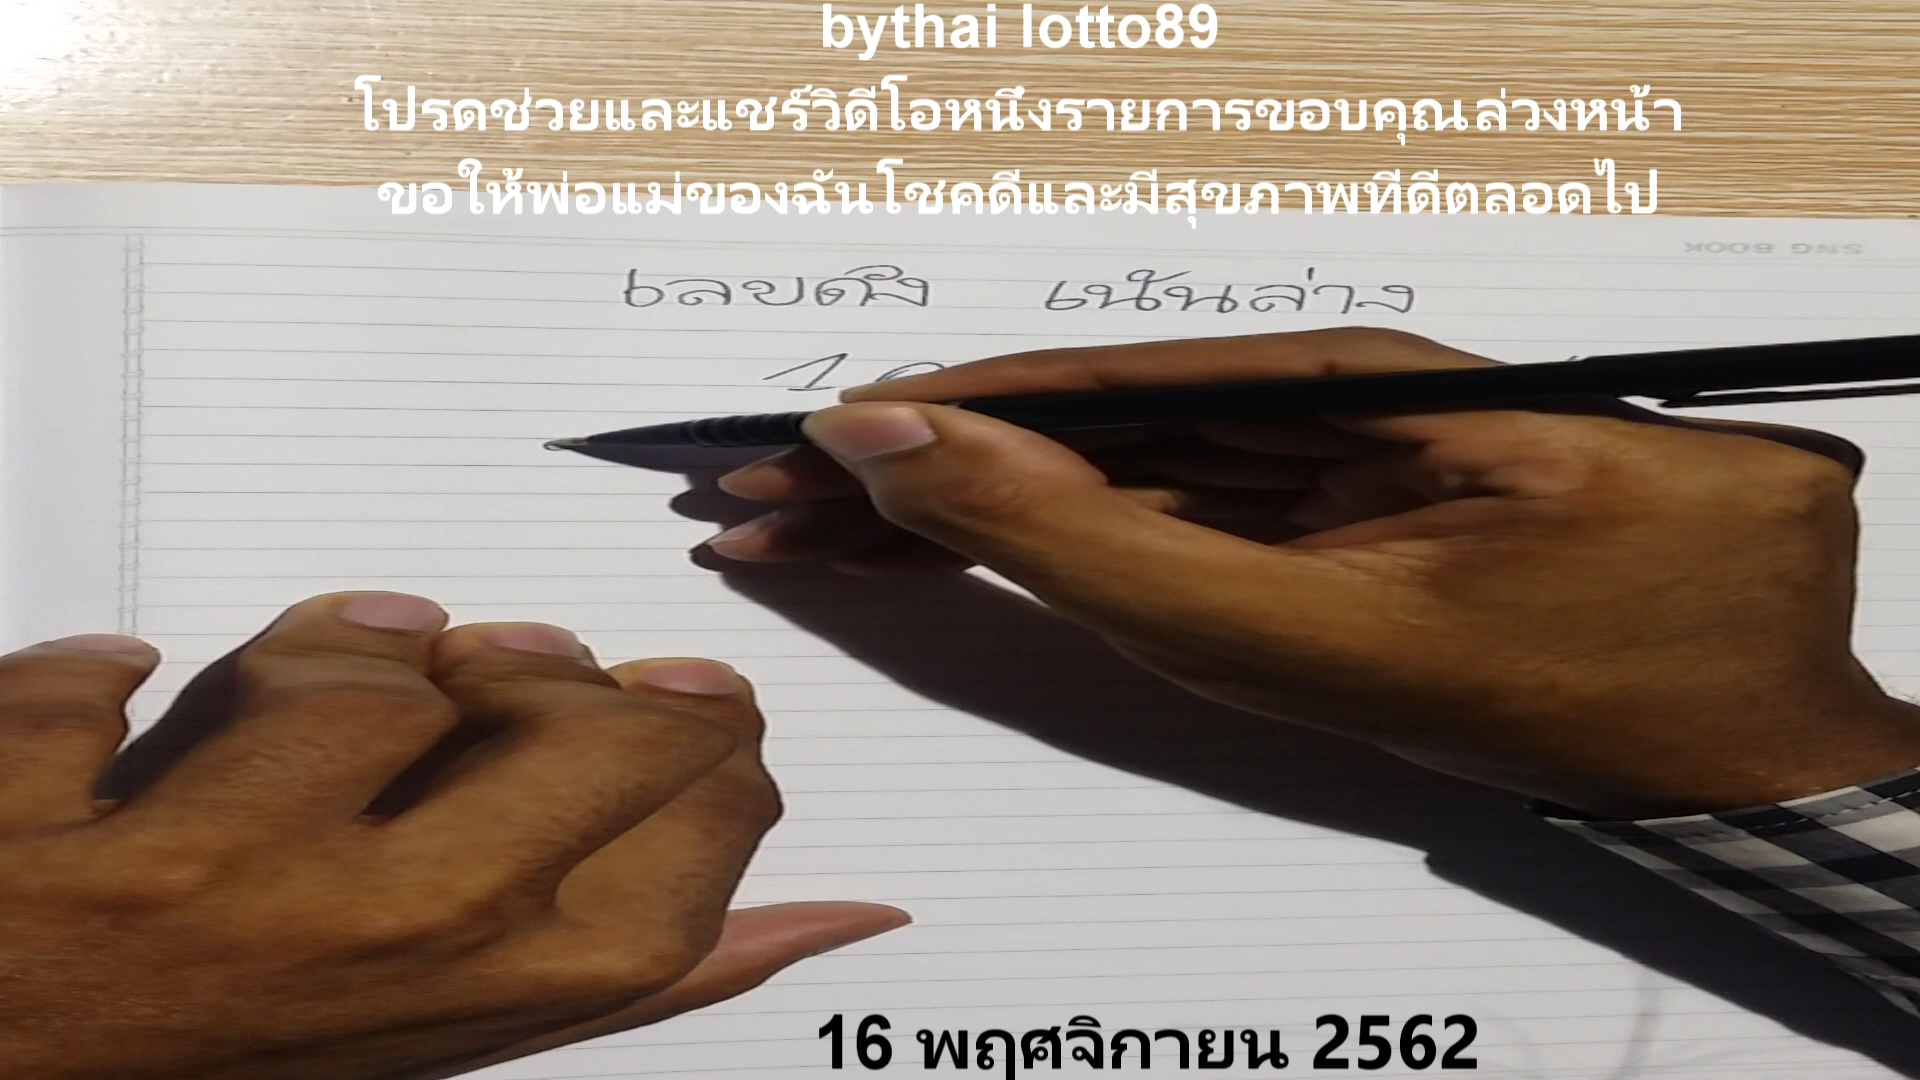 bythai lotto89
โปรดช่วยและแชร์วิดีโอหนึ่งรายการขอบคุณล่วงหน้า
ขอให้พ่อแม่ของฉันโชคดีและมีสุขภาพที่ดีตลอดไป
SNG BOOK
เลขดัง เน้นล่าง
1
16 พฤศจิกายน 2562